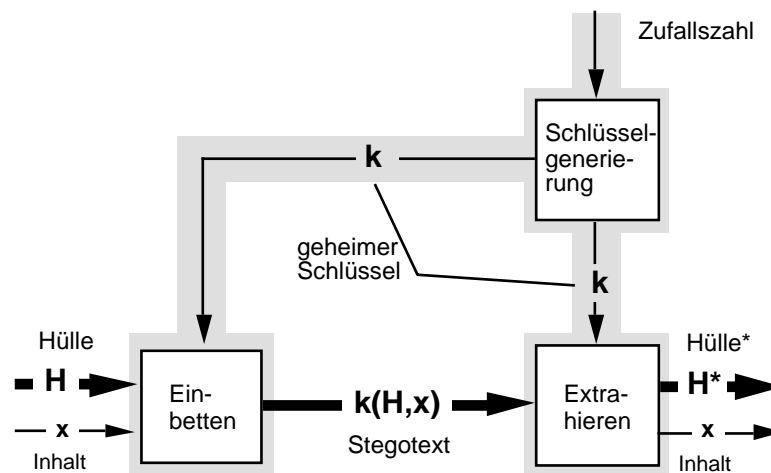 Zufallszahl
Schlüssel-
generie-
rung
k
geheimer
Schlüssel
k
Hülle
H
x
Inhalt
Ein-
betten
k(H,x)
Stegotext
Extra-
hieren
Hülle*
H*
x
Inhalt